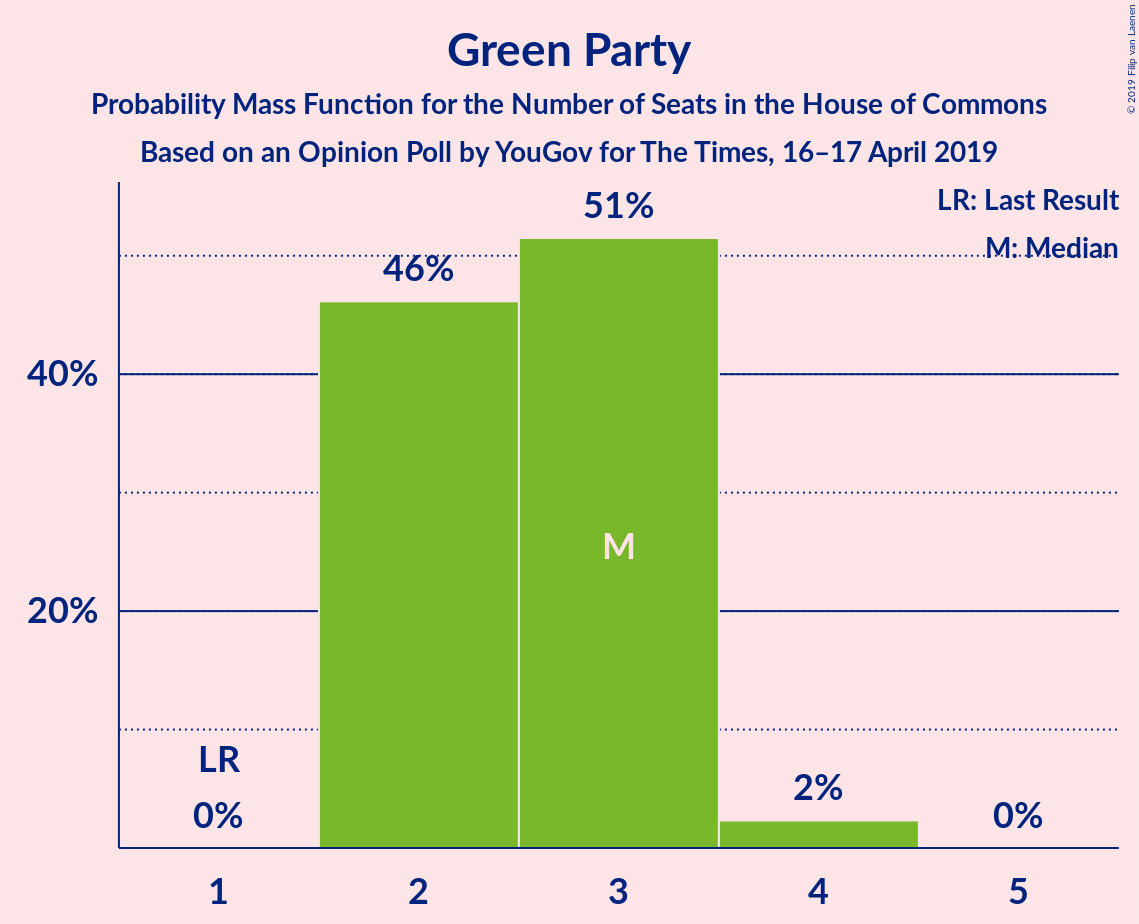 Green Party
Probability Mass Function for the Number of Seats in the House of Commons
Based on an Opinion Poll by YouGov for The Times, 16–17 April 2019
© 2019 Filip van Laenen
LR: Last Result
M: Median
51%
46%
40%
M
20%
LR
0%
2%
0%
1 2 3 4 5